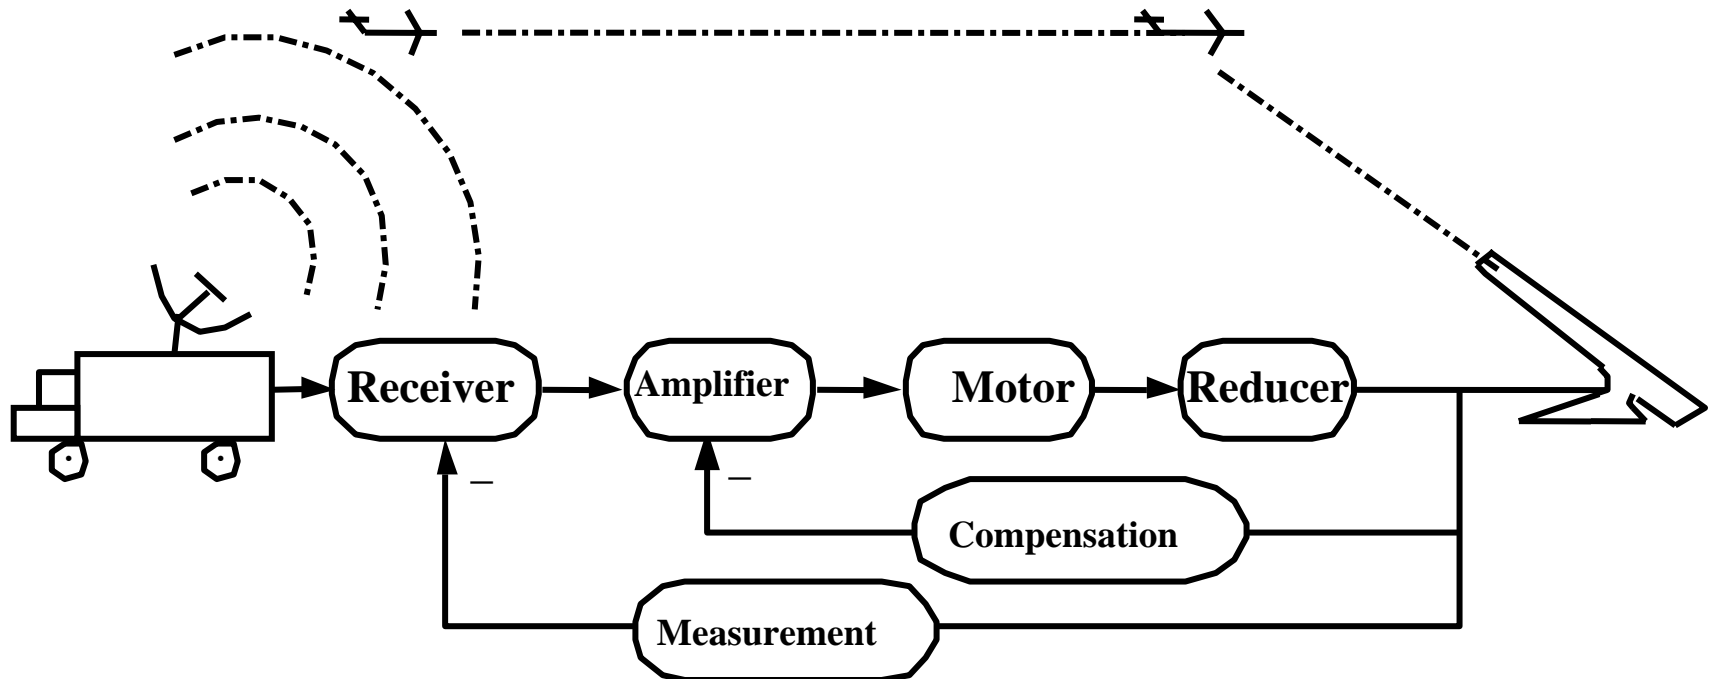 Receiver
Amplifier
Motor
Reducer
–
–
Compensation
Measurement